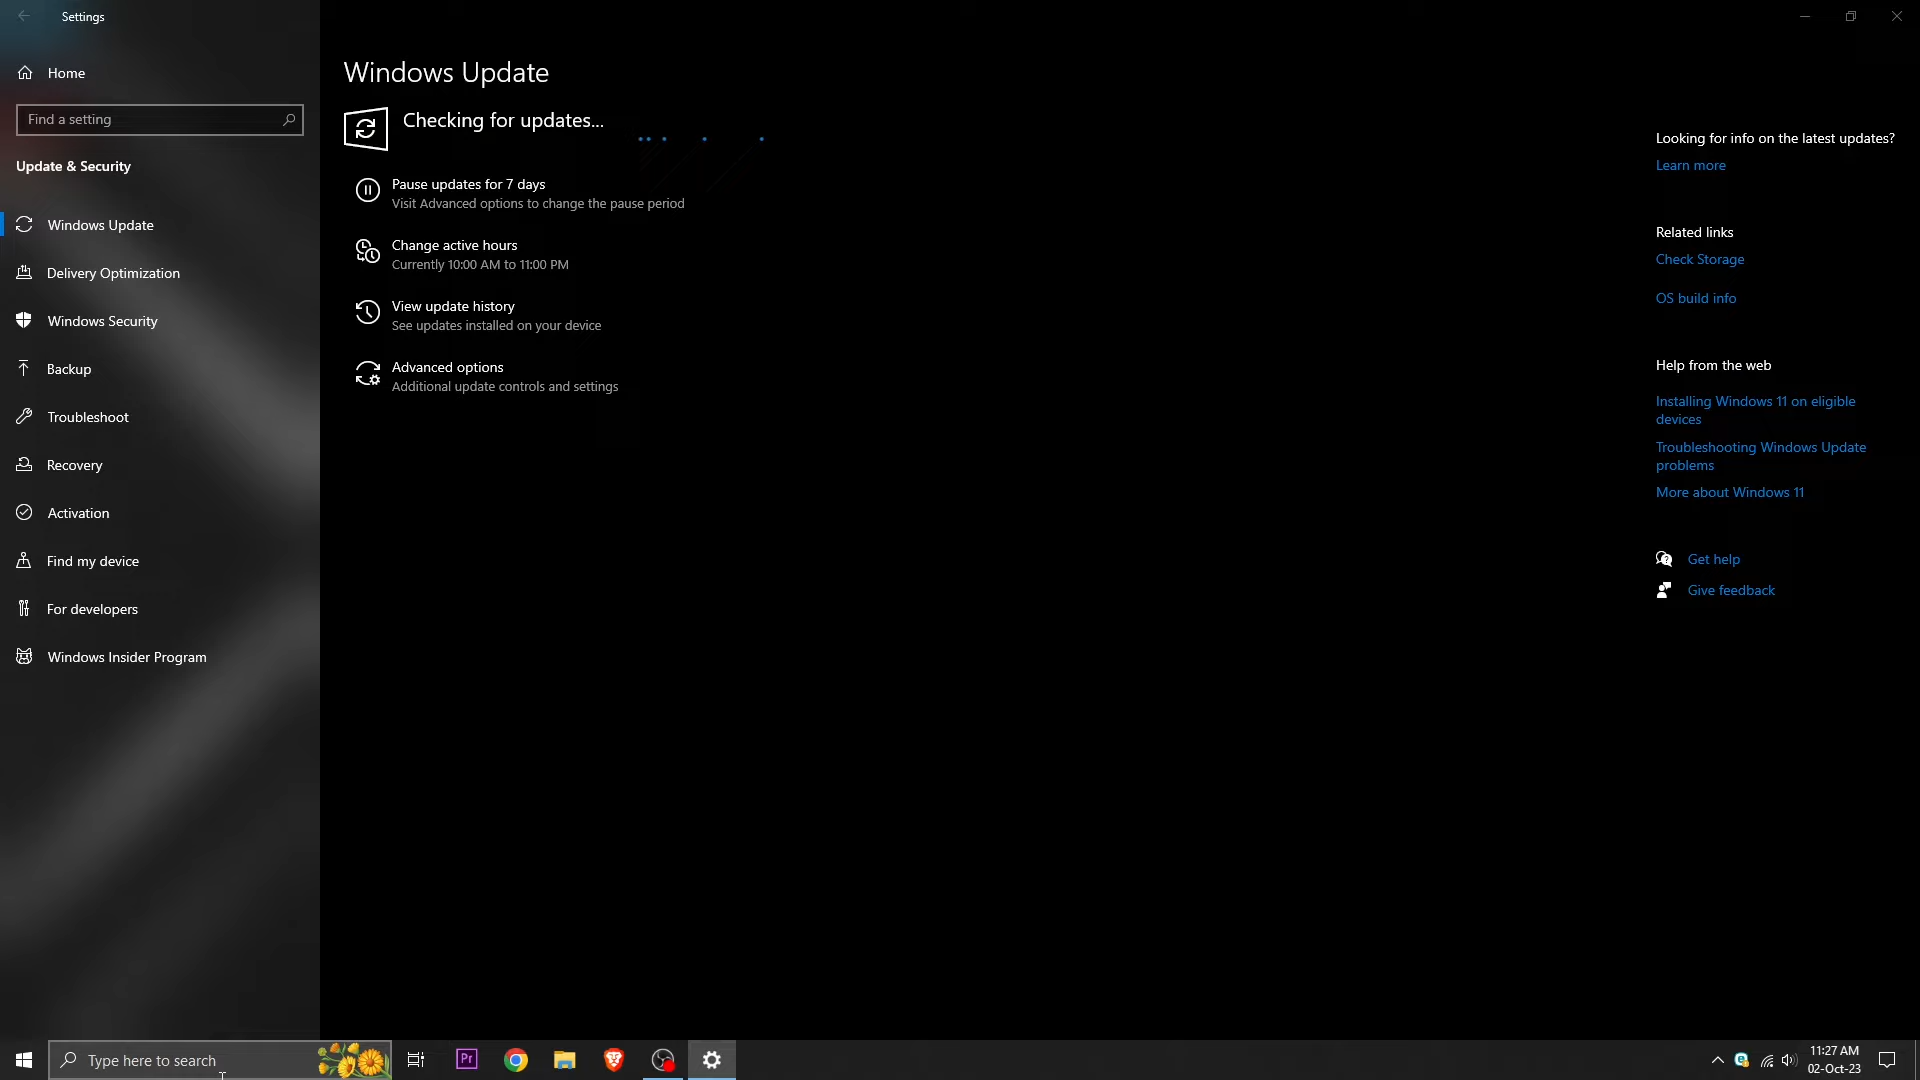 Settings
Home
Find a setting
Update & Security
Windows Update
Delivery Optimization
Windows Security
Backup
Troubleshoot
Recovery
Activation
Find my device
For developers
Windows Insider Program
Windows Update
Checking for updates...
Pause updates for 7 days
Visit Advanced options to change the pause period
Change active hours
Currently 10:00 AM to 11:00 PM
View update history
See updates installed on your device
Advanced options
Additional update controls and settings
Looking for info on the latest updates?
Learn more
Related links
Check Storage
OS build info
Help from the web
Installing Windows 11 on eligible
devices
Troubleshooting Windows Update
problems
More about Windows 11
Get help
Give feedback
Type here to search
Pr
11:27 AM
02-Oct-23